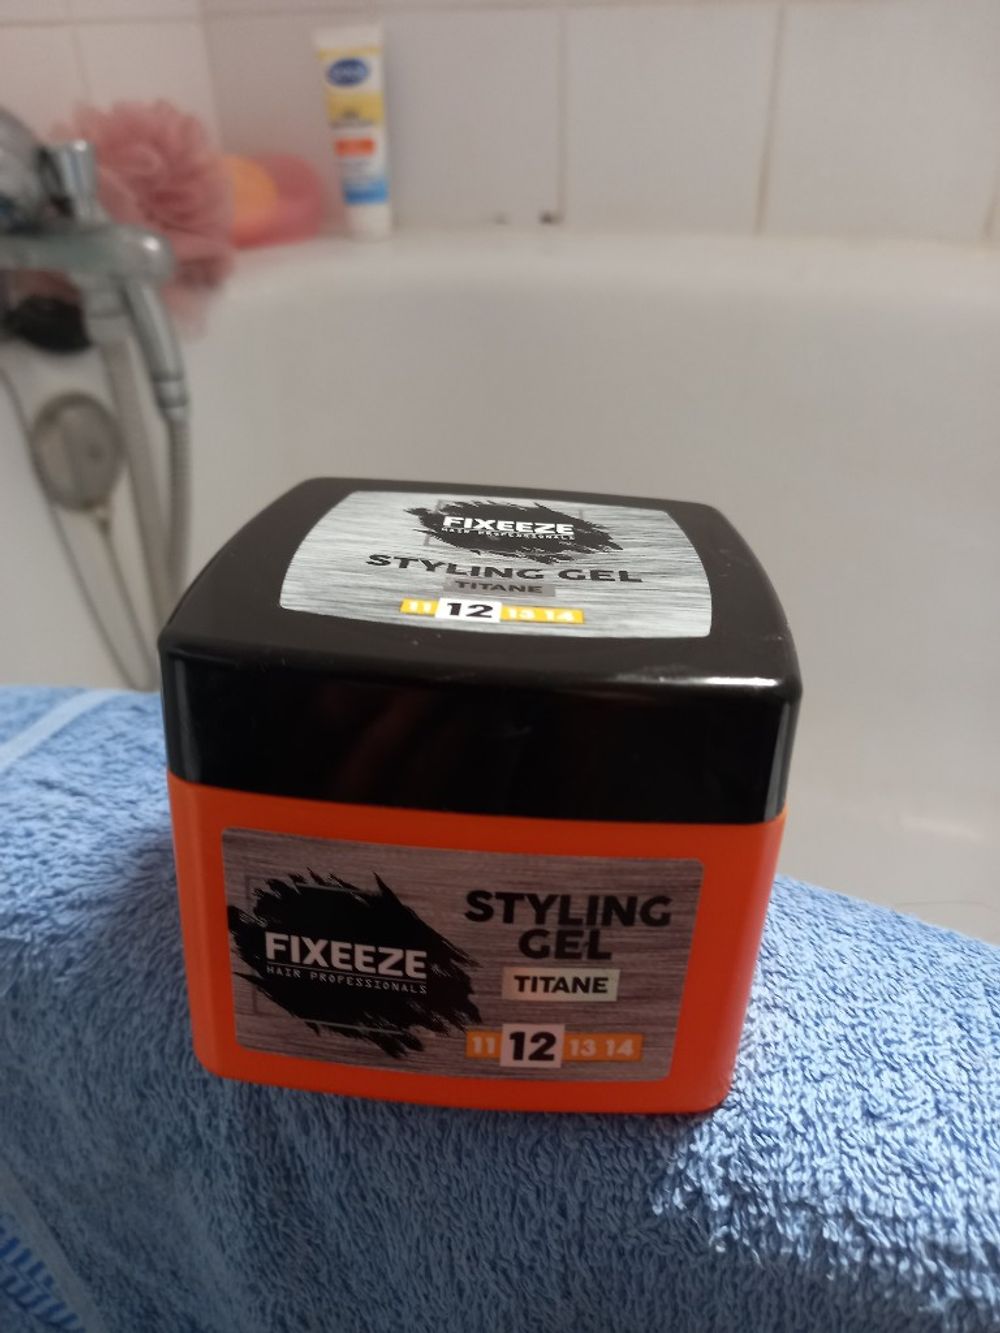 FIXEEZE
HAIR PROFESSIONALS
STYLING GEL
TITANE
11 12 13 14
FIXEEZE
HAIR PROFESSIONALS
STYLING
GEL
TITANE
11 12 13 14